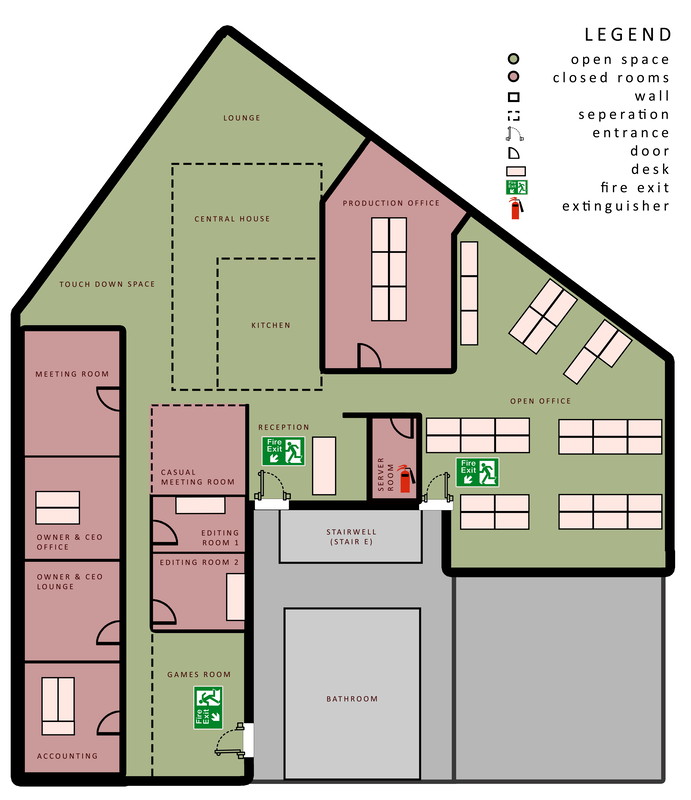 LEGEND
open space
closed rooms
wall
seperation
entrance
door
desk
Fire Exit
fire exit
extinguisher
LOUNGE
CENTRAL HOUSE
PRODUCTION OFFICE
TOUCH DOWN SPACE
KITCHEN
MEETING ROOM
OPEN OFFICE
RECEPTION
Fire
Exit
CASUAL
MEETING ROOM
SERVER
ROOM
Fire
Exit
OWNER & CEO
OFFICE
EDITING
ROOM 1
STAIRWELL
(STAIR E)
EDITING ROOM 2
OWNER & CEO
LOUNGE
GAMES ROOM
Fire
Exit
BATHROOM
ACCOUNTING